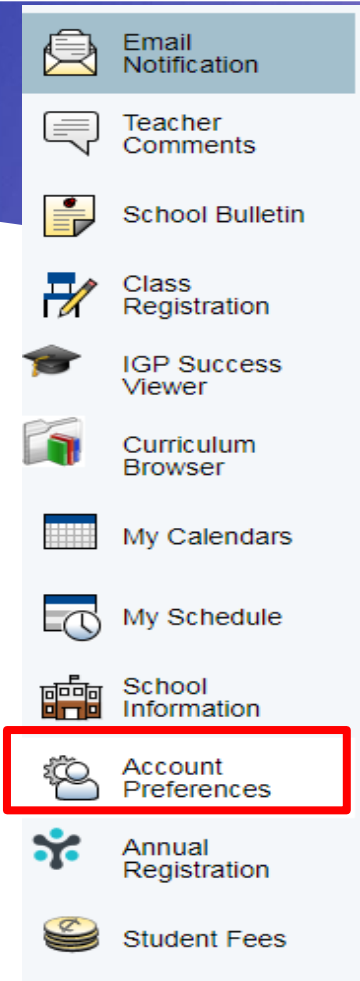 Email
Notification
Teacher
Comments
School Bulletin
Class
Registration
IGP Success
Viewer
Curriculum
Browser
My Calendars
My Schedule
School
Information
Account
Preferences
Annual
Registration
Student Fees